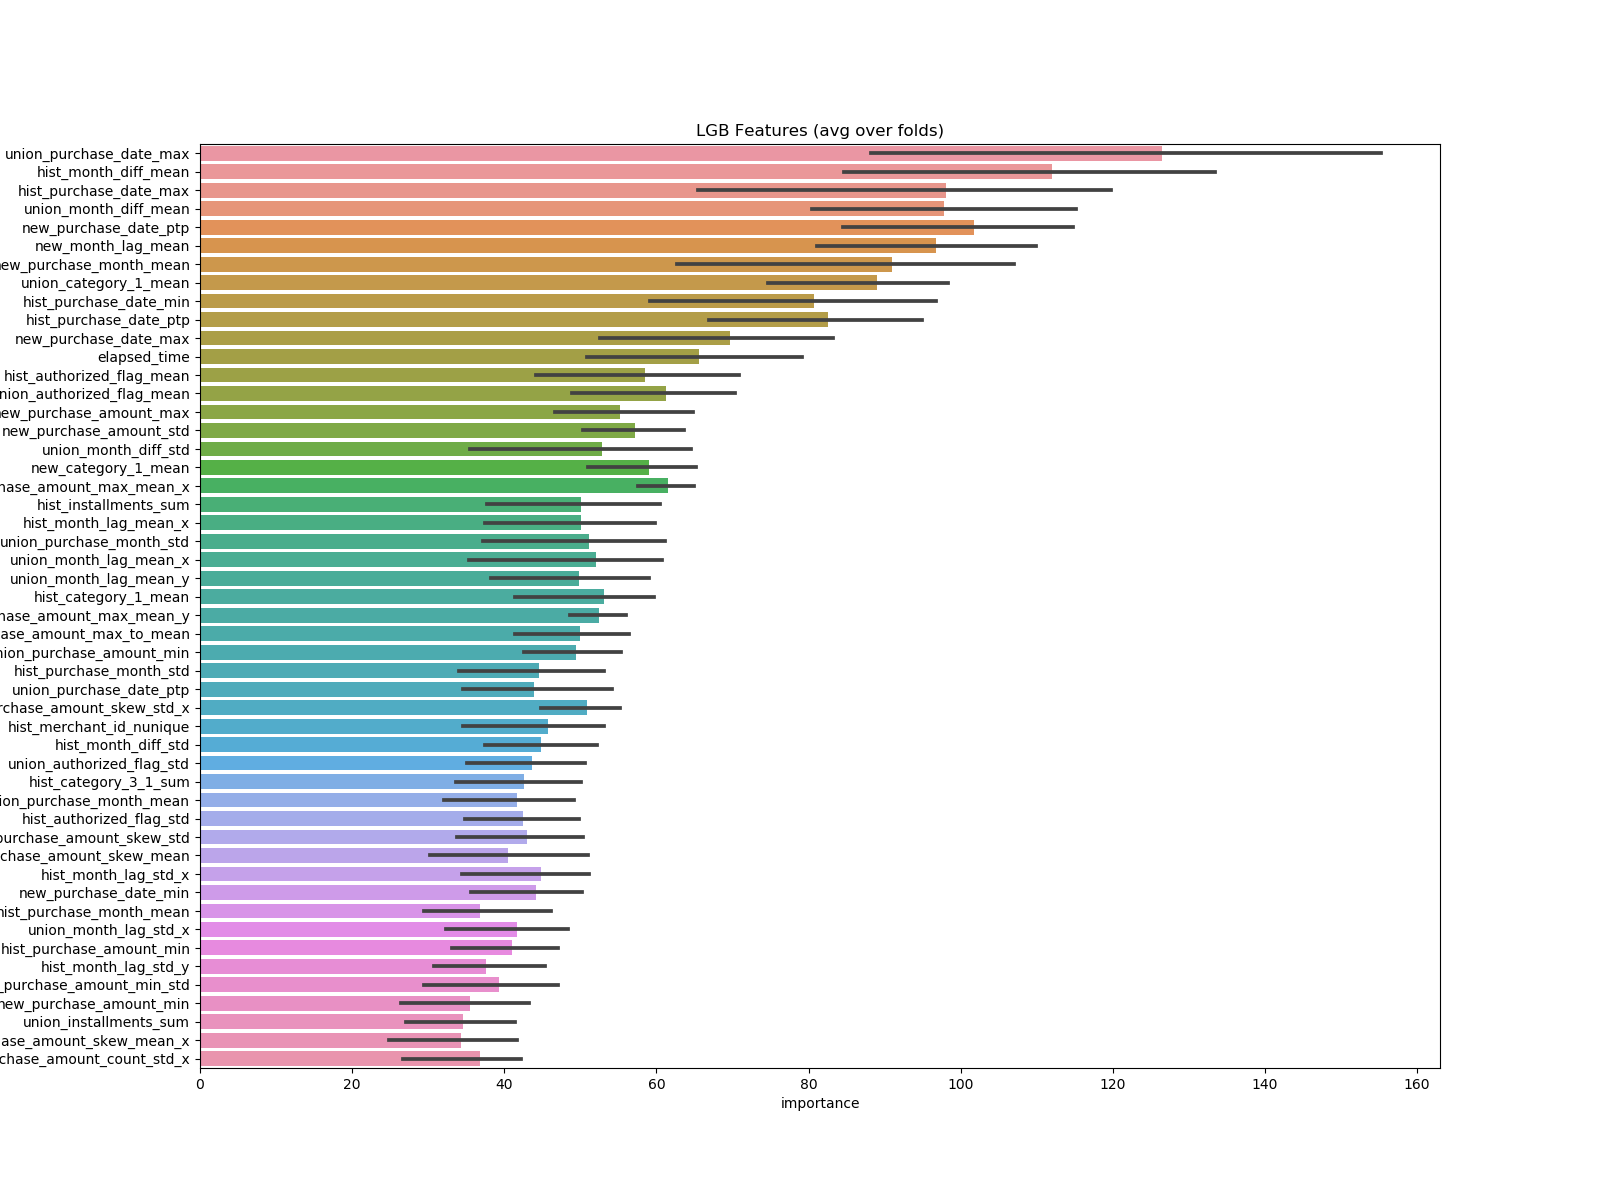 LGB Features (avg over folds)
union_purchase_date_max
hist_month_diff_mean
hist_purchase_date_max
union_month_diff_mean
new_purchase_date_ptp
new_month_lag_mean
ew_purchase_month_mean
union_category_1_mean
hist_purchase_date_min
hist_purchase_date_ptp
new_purchase_date_max
elapsed_time
hist_authorized_flag_mean
nion_authorized_flag_mean
ew_purchase_amount_max
new_purchase_amount_std
union_month_diff_std
new_category_1_mean
hase_amount_max_mean_x
hist_installments_sum
hist_month_lag_mean_x
union_purchase_month_std
union_month_lag_mean_x
union_month_lag_mean_y
hist_category_1_mean
hase_amount_max_mean_y
ase_amount_max_to_mean
nion_purchase_amount_min
hist_purchase_month_std
union_purchase_date_ptp
rchase_amount_skew_std_x
hist_merchant_id_nunique
hist_month_diff_std
union_authorized_flag_std
hist_category_3_1_sum
ion_purchase_month_mean
hist_authorized_flag_std
purchase_amount_skew_std
chase_amount_skew_mean
hist_month_lag_std_x
new_purchase_date_min
hist_purchase_month_mean
union_month_lag_std_x
hist_purchase_amount_min
hist_month_lag_std_y
_purchase_amount_min_std
new_purchase_amount_min
union_installments_sum
ase_amount_skew_mean_x
chase_amount_count_std_x
0 20 40 60 80 100 120 140 160
importance